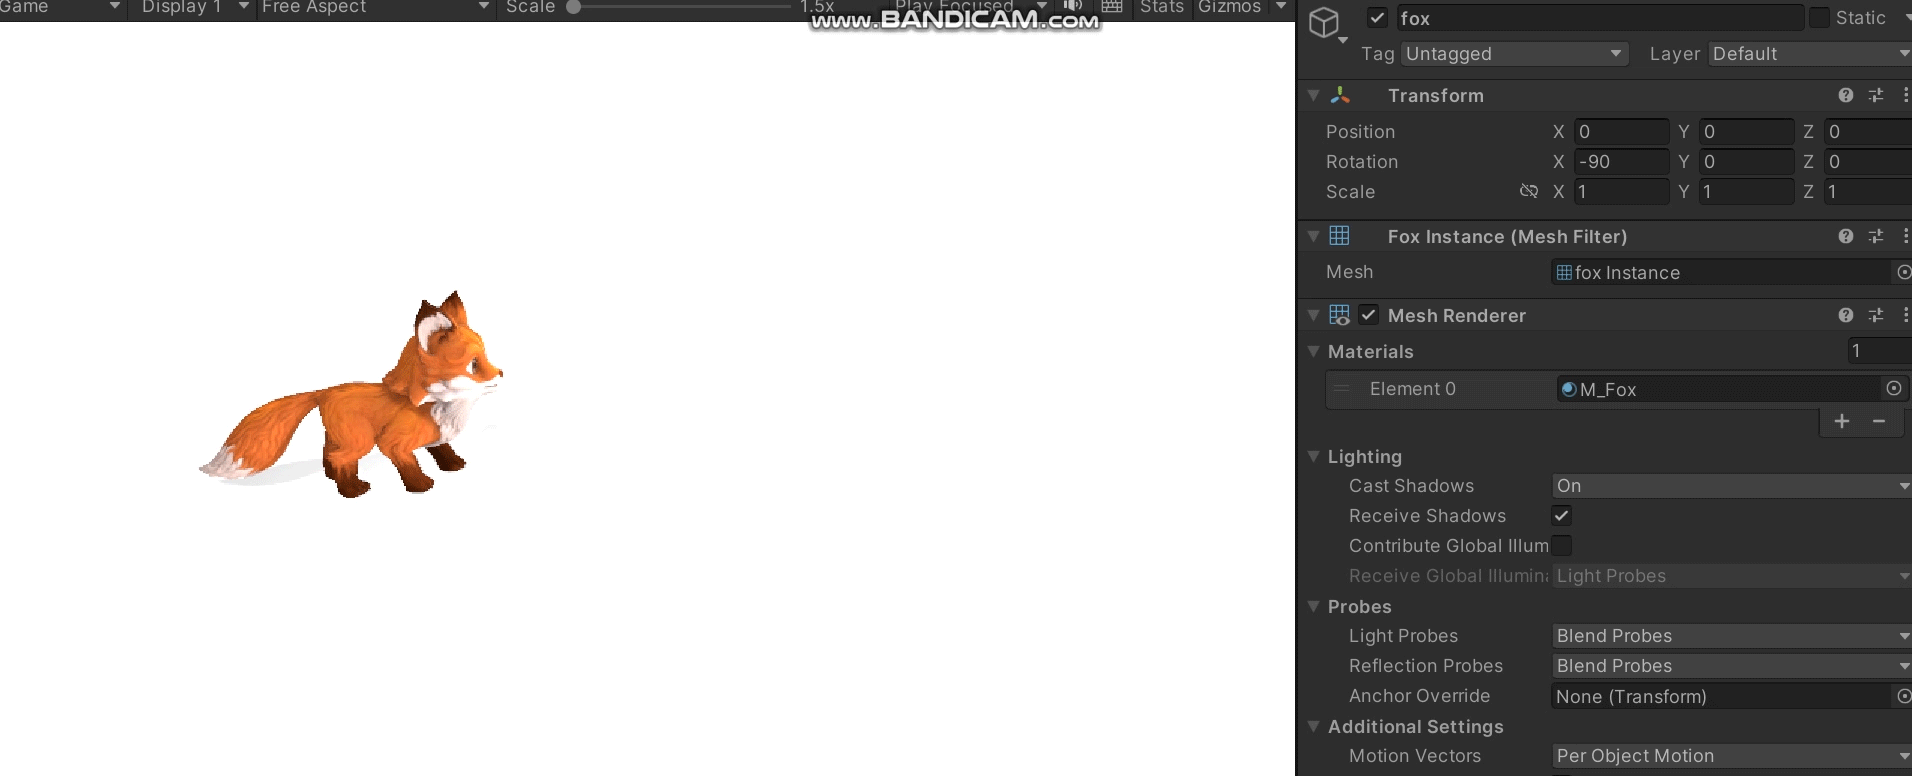 Game Display 1 Free Aspect Scale 1.5x Play Focused Stats Gizmos
www.BANDICAM.com
fox Static
Tag Untagged Layer Default
Transform
Position X 0 Y 0 Z 0
Rotation X -90 Y 0 Z 0
Scale X 1 Y 1 Z 1
Fox Instance (Mesh Filter)
Mesh fox Instance
Mesh Renderer
Materials 1
Element 0 M_Fox
+ −
Lighting
Cast Shadows On
Receive Shadows
Contribute Global Illum
Receive Global Illumina Light Probes
Probes
Light Probes Blend Probes
Reflection Probes Blend Probes
Anchor Override None (Transform)
Additional Settings
Motion Vectors Per Object Motion